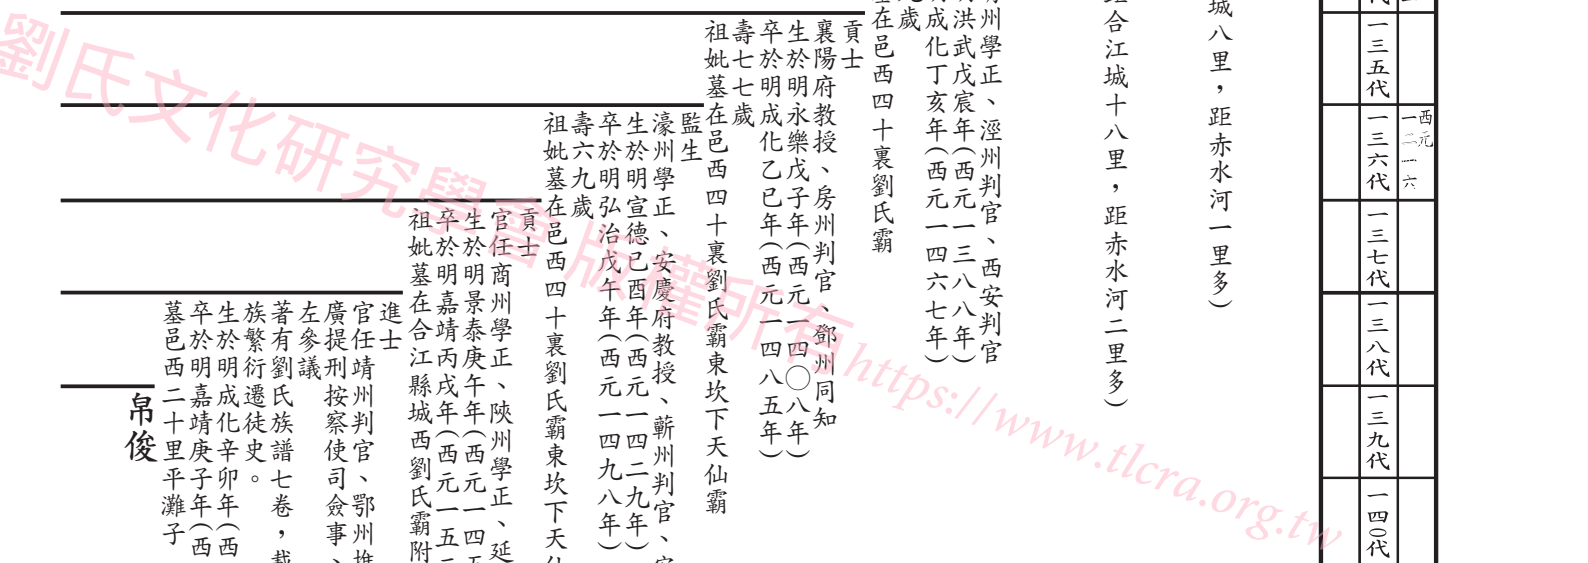 西元
一二一六
一三五代
一三六代
一三七代
一三八代
一三九代
一四〇代
城八里，距赤水河一里多）
合江城十八里，距赤水河二里多）
州學正、涇州判官、西安判官
洪武戊辰年（西元一三八八年）
成化丁亥年（西元一四六七年）
歲
在邑西四十裏劉氏霸
貢士
襄陽府教授、房州判官、鄧州同知
生於明永樂戊子年（西元一四〇八年）
卒於明成化乙巳年（西元一四八五年）
壽七七歲
祖妣墓在邑西四十裏劉氏霸東坎下天仙霸
監生
濠州學正、安慶府教授、蘄州判官、
生於明宣德己酉年（西元一四二九年）
卒於明弘治戊午年（西元一四九八年）
壽六九歲
祖妣墓在邑西四十裏劉氏霸東坎下天
貢士
官任商州學正、陝州學正、延
生於明景泰庚午年（西元一四五
卒於明嘉靖丙戌年（西元一五
祖妣墓在合江縣城西劉氏霸附
進士
官任靖州判官、鄂州
廣提刑按察使司僉事、
左參議
著有劉氏族譜七卷，載
族繁衍遷徒史。
生於明成化辛卯年（西
卒於明嘉靖庚子年（西
墓邑西二十里平灘子
帛俊
劉氏文化研究學會 版權所有 https://www.tlcra.org.tw